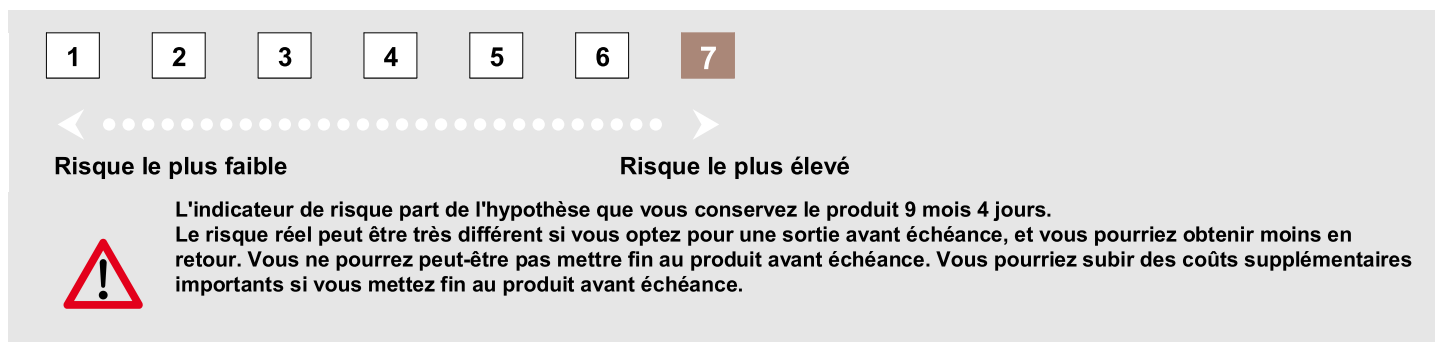 1 2 3 4 5 6 7
Risque le plus faible Risque le plus élevé
L'indicateur de risque part de l'hypothèse que vous conservez le produit 9 mois 4 jours.
Le risque réel peut être très différent si vous optez pour une sortie avant échéance, et vous pourriez obtenir moins en
retour. Vous ne pourrez peut-être pas mettre fin au produit avant échéance. Vous pourriez subir des coûts supplémentaires
importants si vous mettez fin au produit avant échéance.